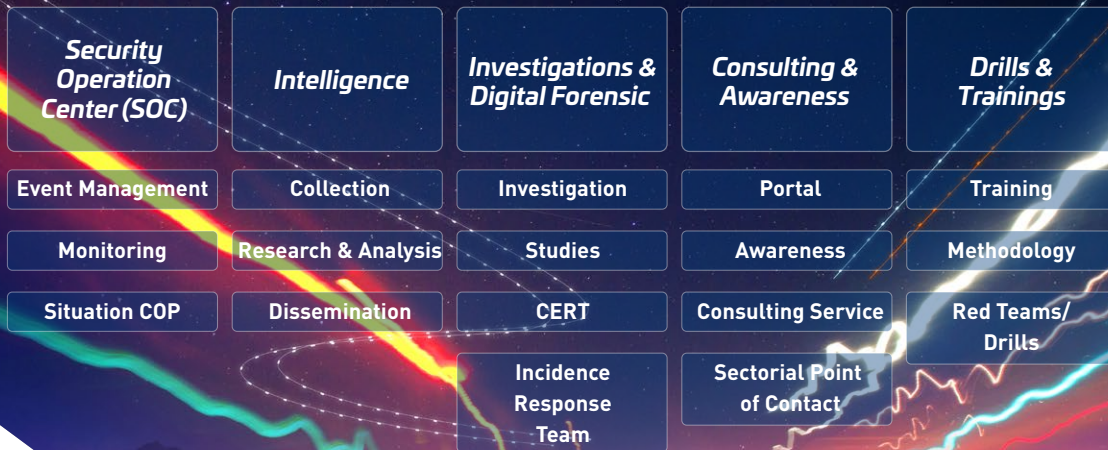 Security
Operation
Center (SOC)
Intelligence
Investigations &
Digital Forensic
Consulting &
Awareness
Drills &
Trainings
Event Management
Collection
Investigation
Portal
Training
Monitoring
Research & Analysis
Studies
Awareness
Methodology
Situation COP
Dissemination
CERT
Consulting Service
Red Teams/
Drills
Incidence
Response
Team
Sectorial Point
of Contact